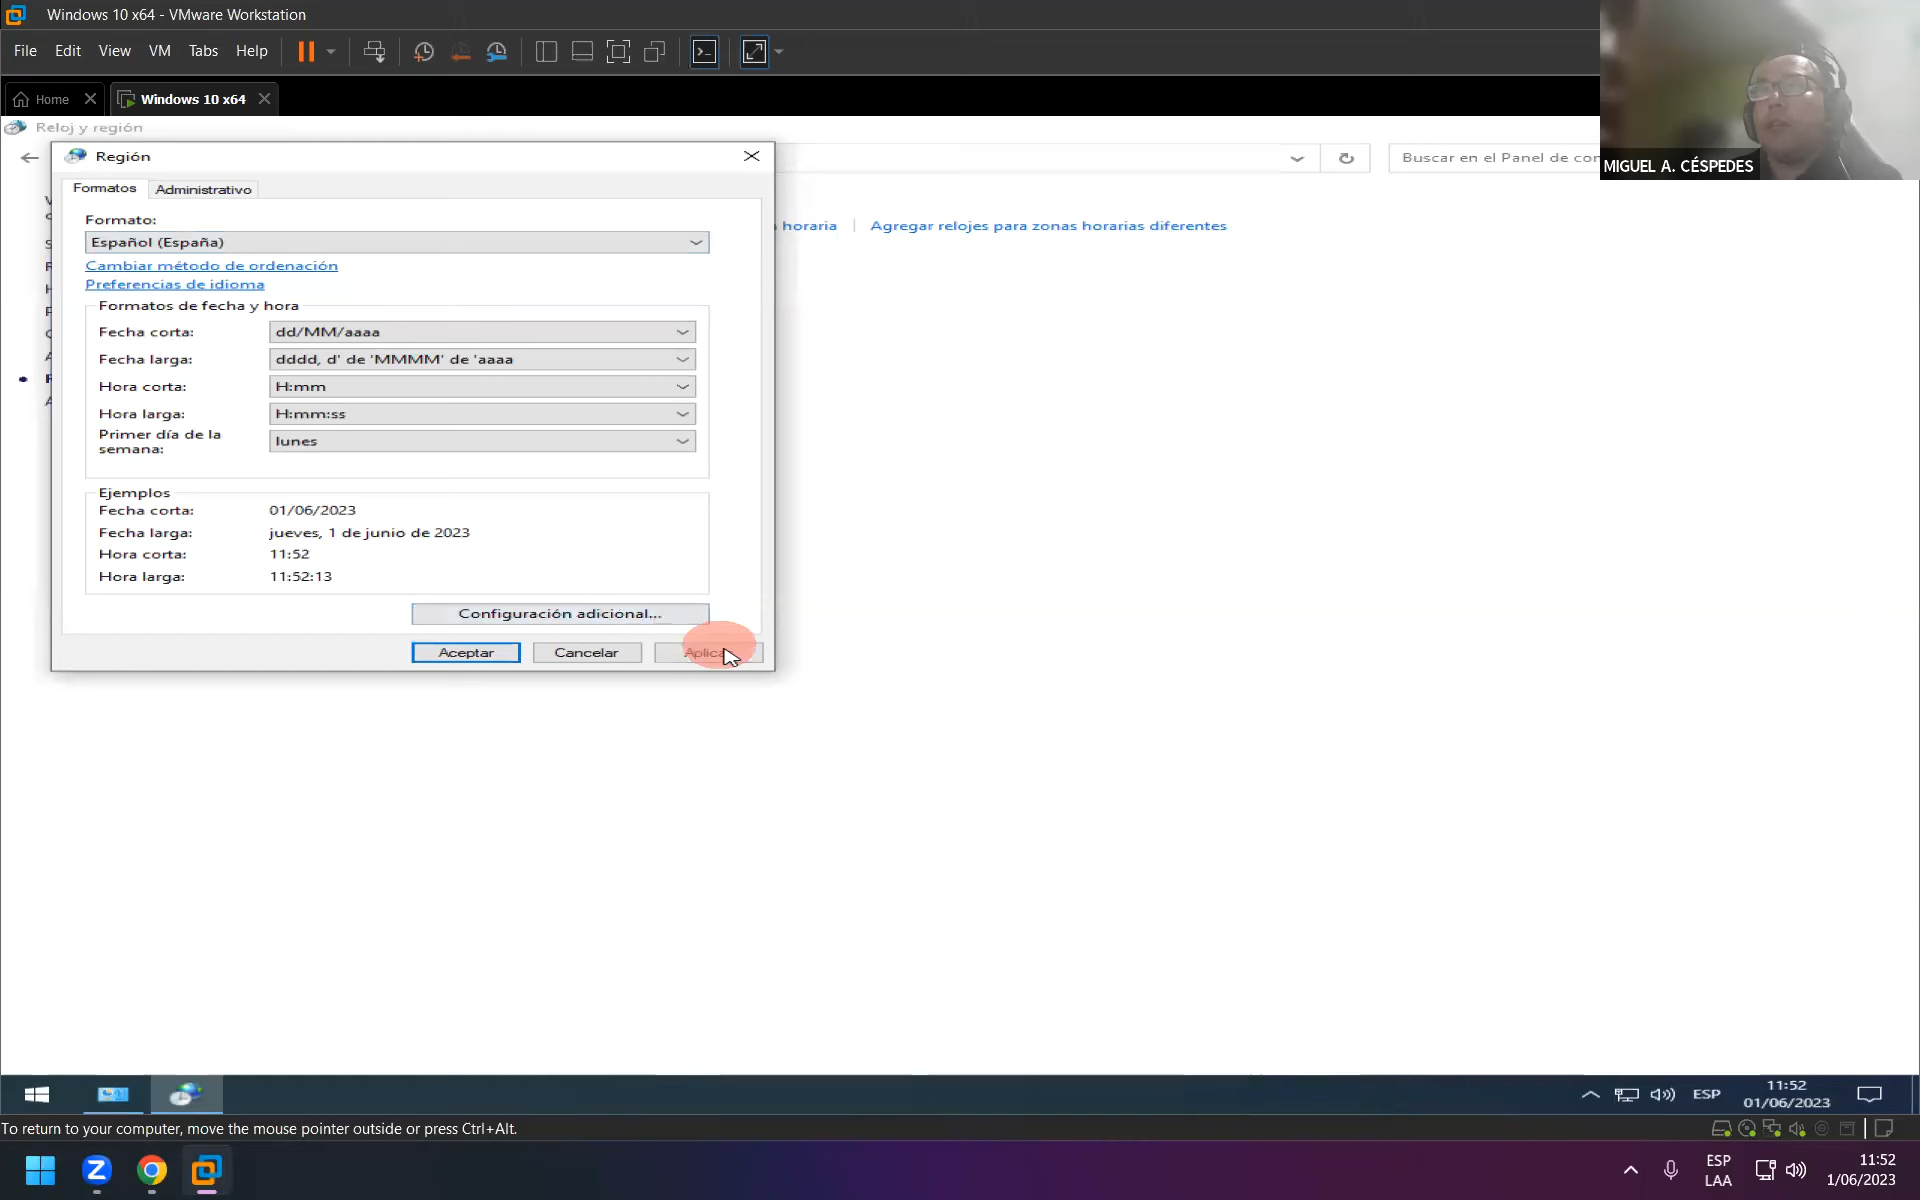 Windows 10 x64 - VMware Workstation
File Edit View VM Tabs Help
Home Windows 10 x64
Reloj y región
Región
Buscar en el Panel de con
MIGUEL A. CÉSPEDES
Formatos Administrativo
Formato:
Español (España)
horaria Agregar relojes para zonas horarias diferentes
Cambiar método de ordenación
Preferencias de idioma
Formatos de fecha y hora
Fecha corta: dd/MM/aaaa
Fecha larga: dddd, d' de 'MMMM' de 'aaaa
Hora corta: H:mm
Hora larga: H:mm:ss
Primer día de la semana: lunes
Ejemplos
Fecha corta: 01/06/2023
Fecha larga: jueves, 1 de junio de 2023
Hora corta: 11:52
Hora larga: 11:52:13
Configuración adicional...
Aceptar Cancelar Aplica
ESP 11:52
01/06/2023
To return to your computer, move the mouse pointer outside or press Ctrl+Alt.
ESP
LAA
11:52
1/06/2023